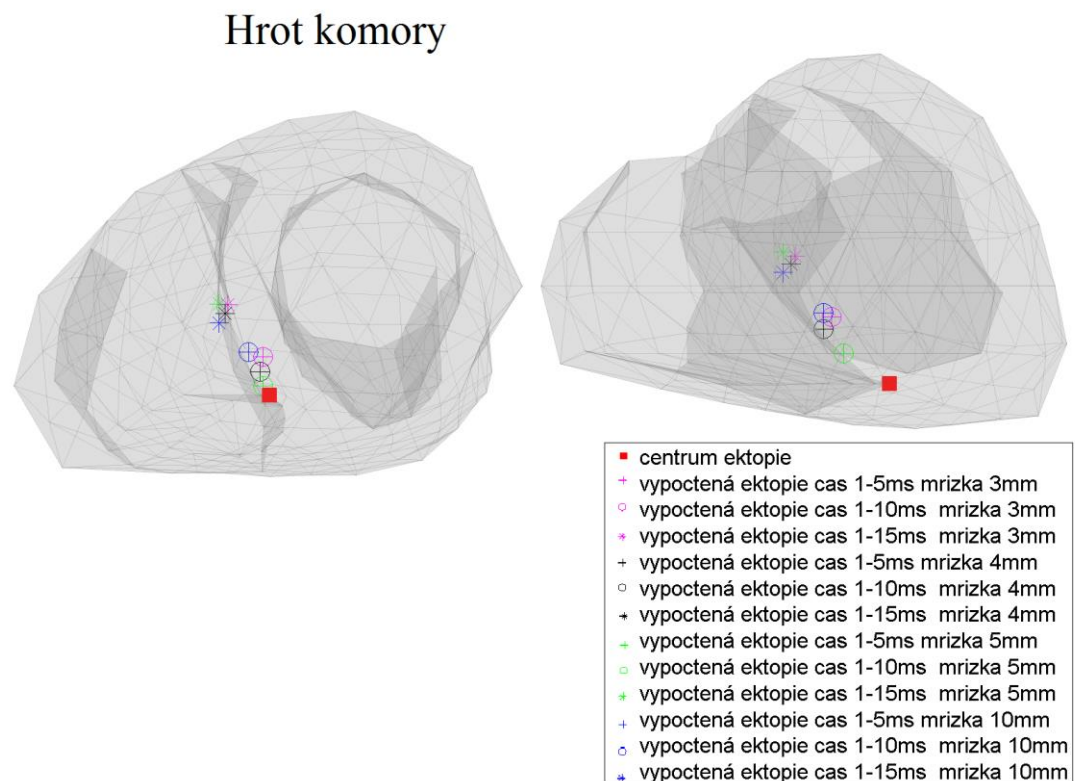 Hrot komory
centrum ektopie
vypoctená ektopie cas 1-5ms mrizka 3mm
vypoctená ektopie cas 1-10ms mrizka 3mm
vypoctená ektopie cas 1-15ms mrizka 3mm
vypoctená ektopie cas 1-5ms mrizka 4mm
vypoctená ektopie cas 1-10ms mrizka 4mm
vypoctená ektopie cas 1-15ms mrizka 4mm
vypoctená ektopie cas 1-5ms mrizka 5mm
vypoctená ektopie cas 1-10ms mrizka 5mm
vypoctená ektopie cas 1-15ms mrizka 5mm
vypoctená ektopie cas 1-5ms mrizka 10mm
vypoctená ektopie cas 1-10ms mrizka 10mm
vypoctená ektopie cas 1-15ms mrizka 10mm